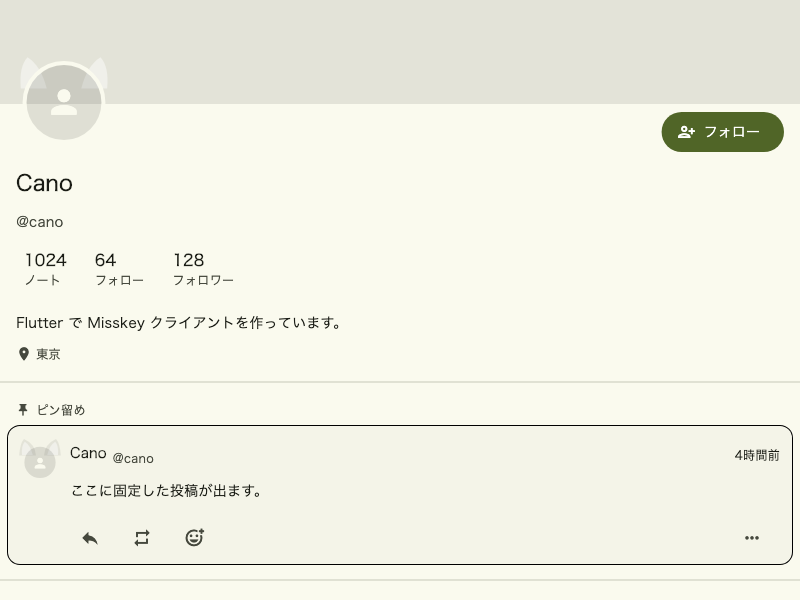 フォロー
Cano
@cano
1024 64 128
ノート フォロー フォロワー
Flutter で Misskey クライアントを作っています。
東京
ピン留め
Cano @cano 4時間前
ここに固定した投稿が出ます。